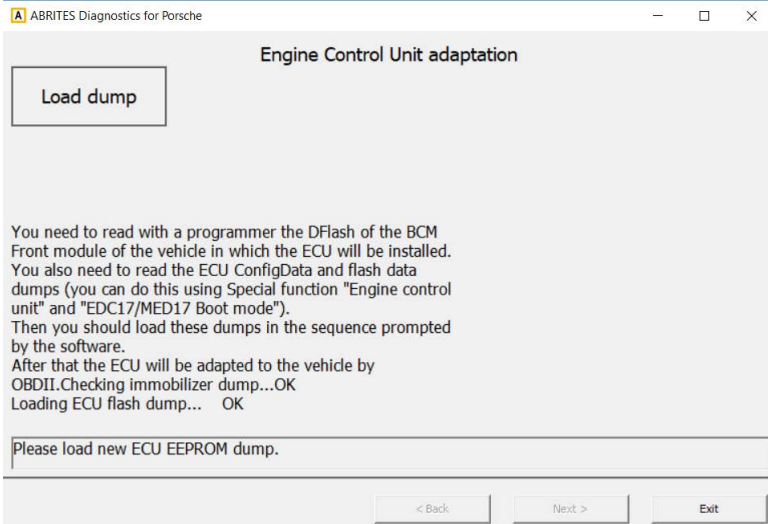 A ABRITES Diagnostics for Porsche
Engine Control Unit adaptation
Load dump
You need to read with a programmer the DFlash of the BCM
Front module of the vehicle in which the ECU will be installed.
You also need to read the ECU ConfigData and flash data
dumps (you can do this using Special function "Engine control
unit" and "EDC17/MED17 Boot mode").
Then you should load these dumps in the sequence prompted
by the software.
After that the ECU will be adapted to the vehicle by
OBDII.Checking immobilizer dump...OK
Loading ECU flash dump... OK
Please load new ECU EEPROM dump.
< Back Next > Exit